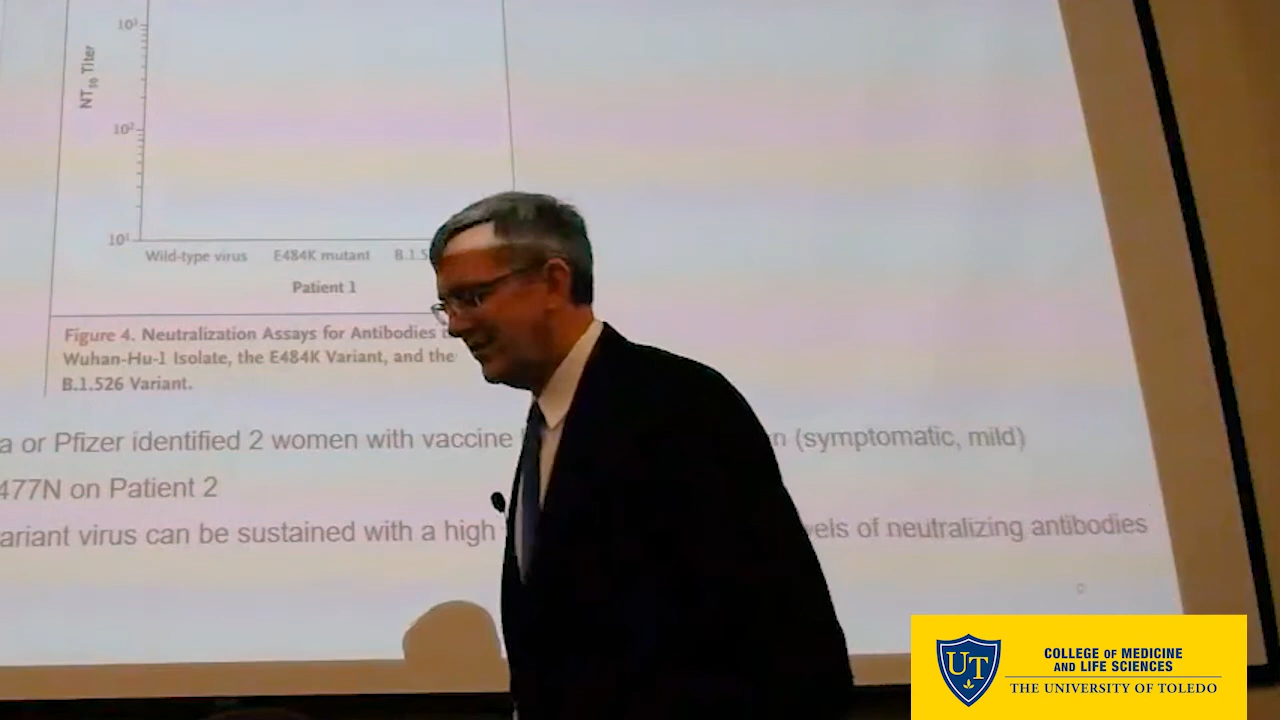 10³
NT₅₀ Titer
10²
10¹
Wild-type virus E484K mutant B.1.5
Patient 1
Figure 4. Neutralization Assays for Antibodies
Wuhan-Hu-1 Isolate, the E484K Variant, and the
B.1.526 Variant.
a or Pfizer identified 2 women with vaccine n (symptomatic, mild)
477N on Patient 2
ariant virus can be sustained with a high vels of neutralizing antibodies
UT
COLLEGE OF MEDICINE
AND LIFE SCIENCES
THE UNIVERSITY OF TOLEDO